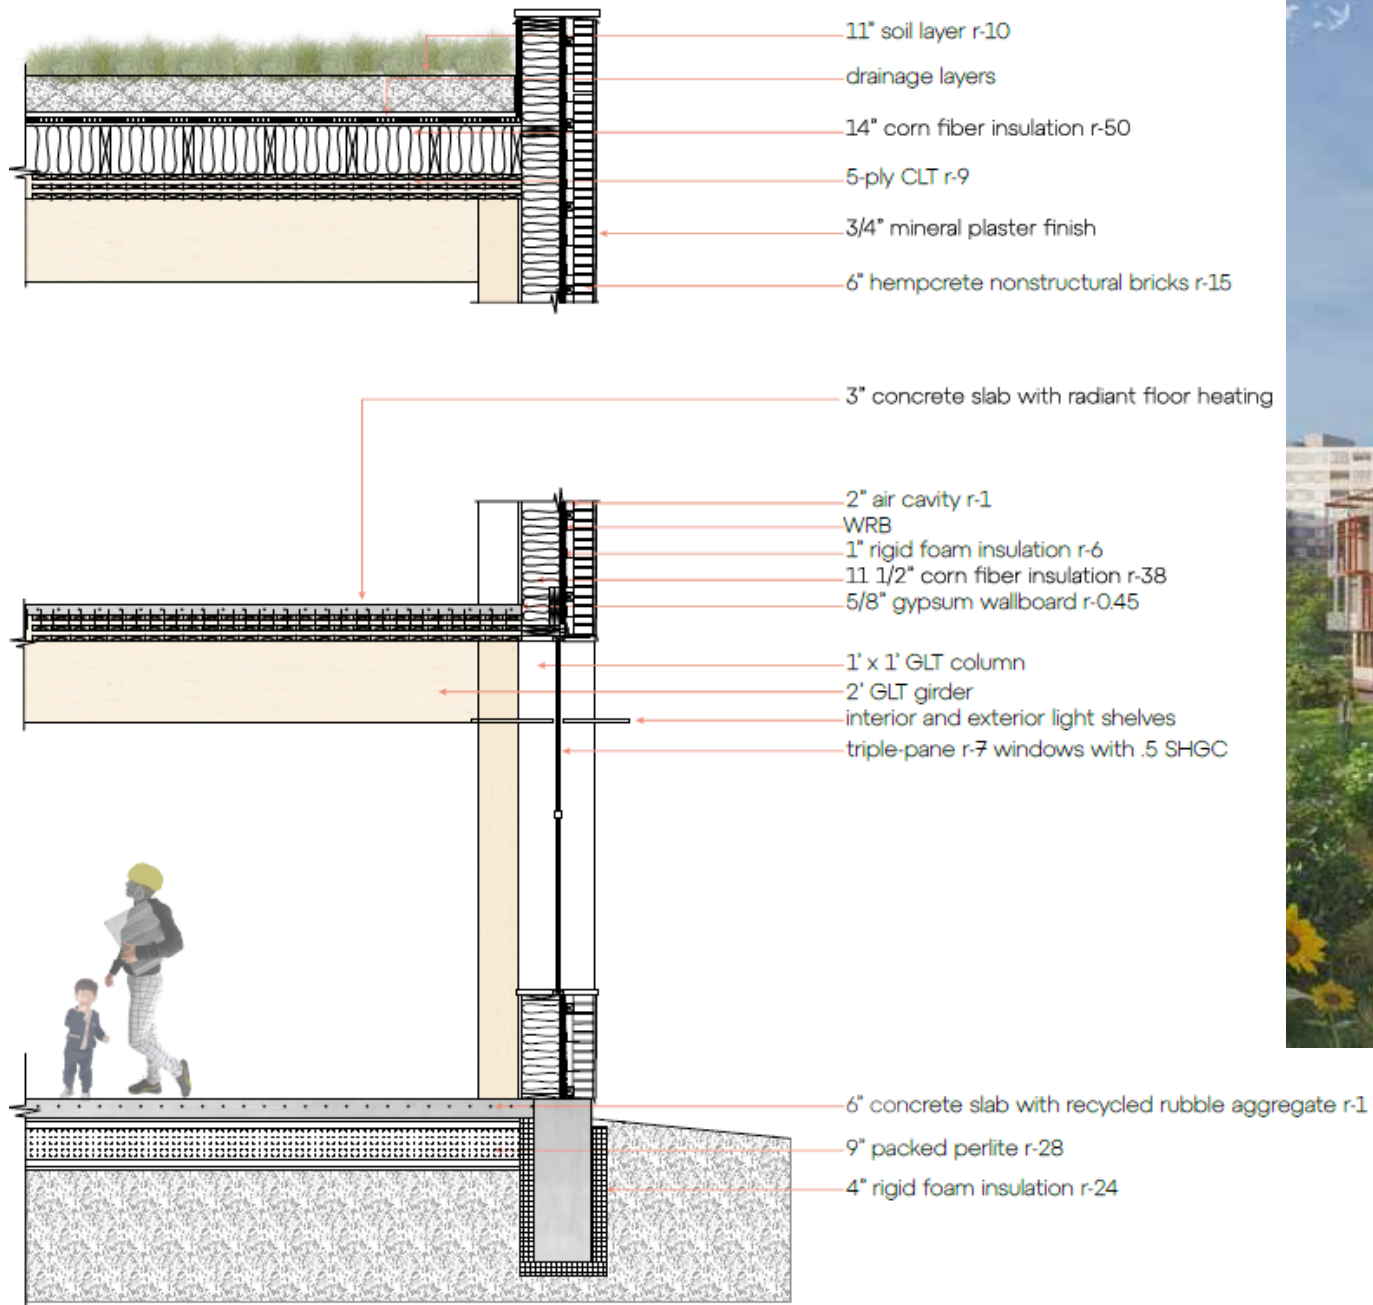 11" soil layer r-10
drainage layers
14" corn fiber insulation r-50
5-ply CLT r-9
3/4" mineral plaster finish
6" hempcrete nonstructural bricks r-15
3" concrete slab with radiant floor heating
2" air cavity r-1
WRB
1" rigid foam insulation r-6
11 1/2" corn fiber insulation r-38
5/8" gypsum wallboard r-0.45
1' x 1' GLT column
2' GLT girder
interior and exterior light shelves
triple-pane r-7 windows with .5 SHGC
6" concrete slab with recycled rubble aggregate r-1
9" packed perlite r-28
4" rigid foam insulation r-24